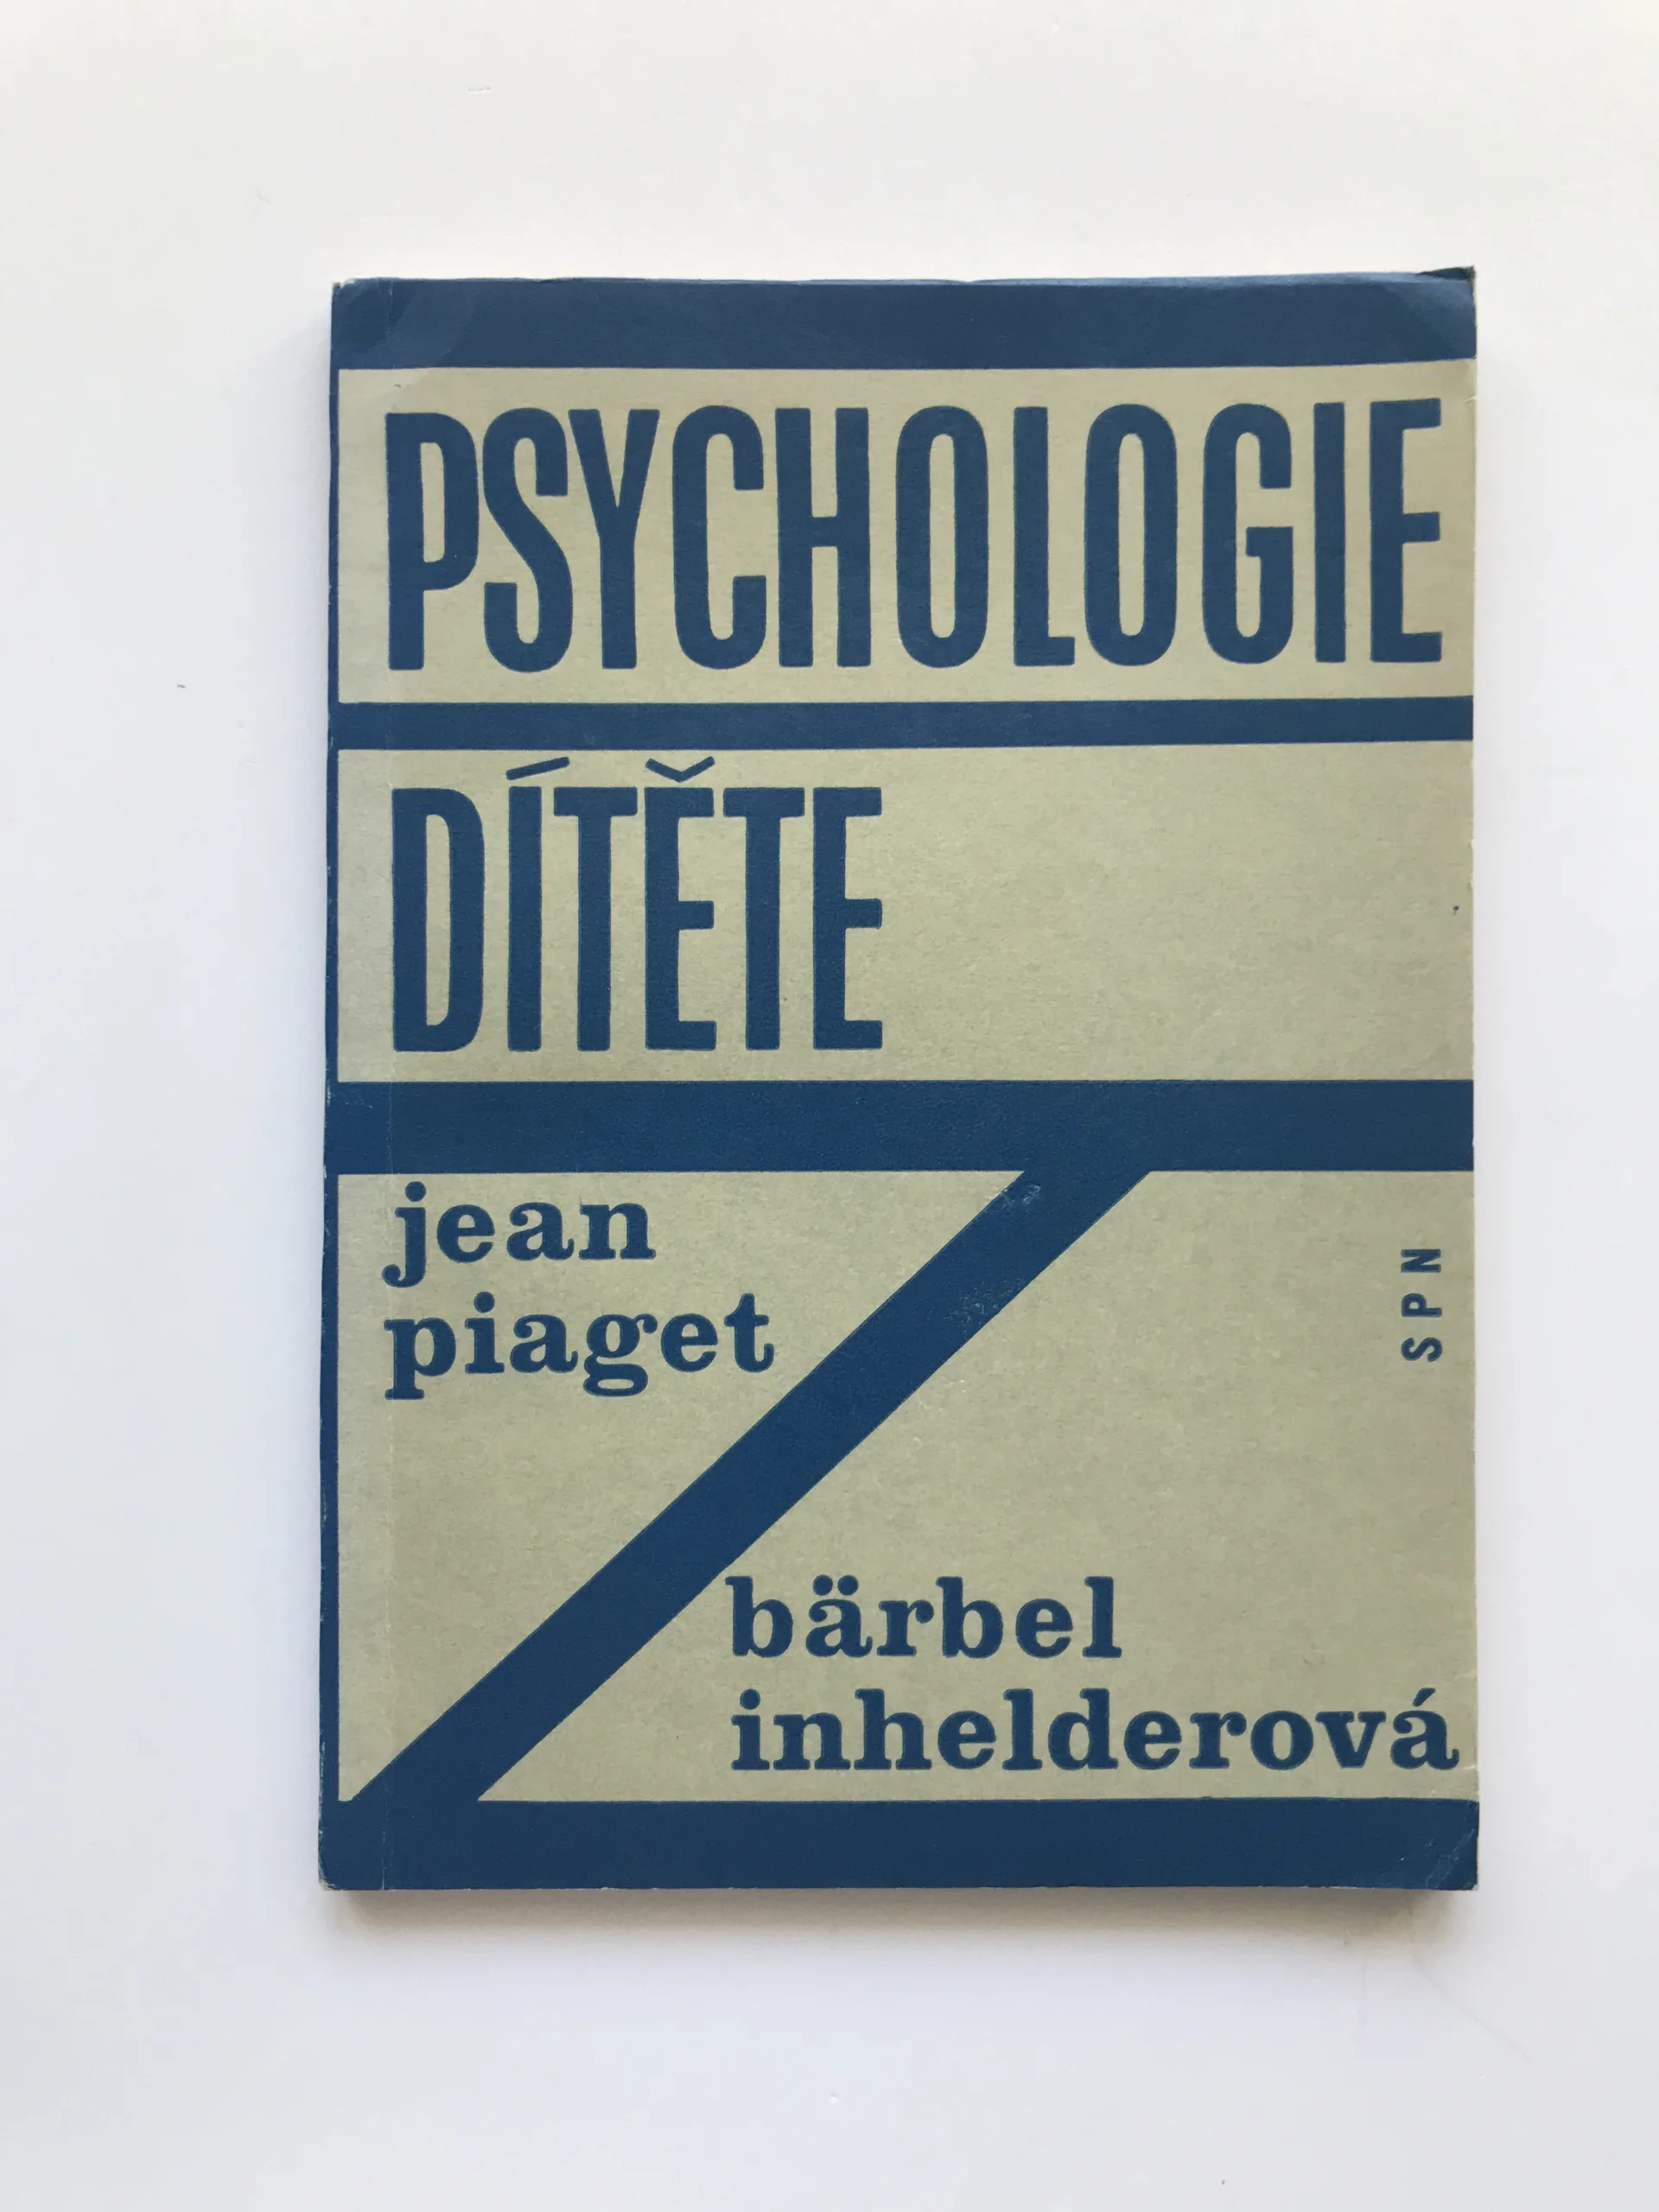 PSYCHOLOGIE
DÍTĚTE
jean
piaget
SPN
bärbel
inhelderová